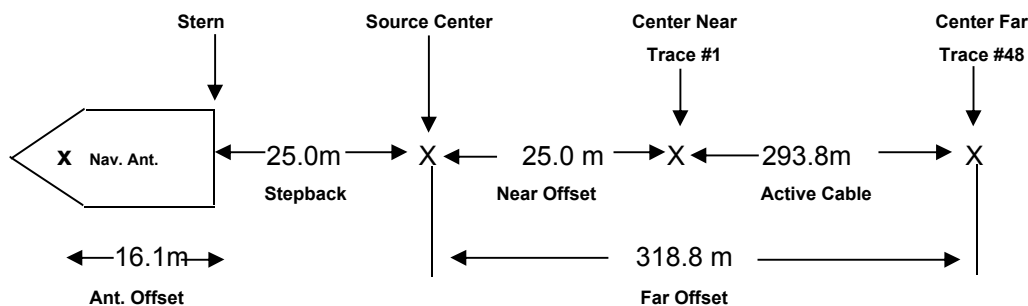 Stern
Source Center
Center Near
Trace #1
Center Far
Trace #48
X Nav. Ant.
25.0m
X
25.0 m
X
293.8m
X
Stepback
Near Offset
Active Cable
16.1m
318.8 m
Ant. Offset
Far Offset